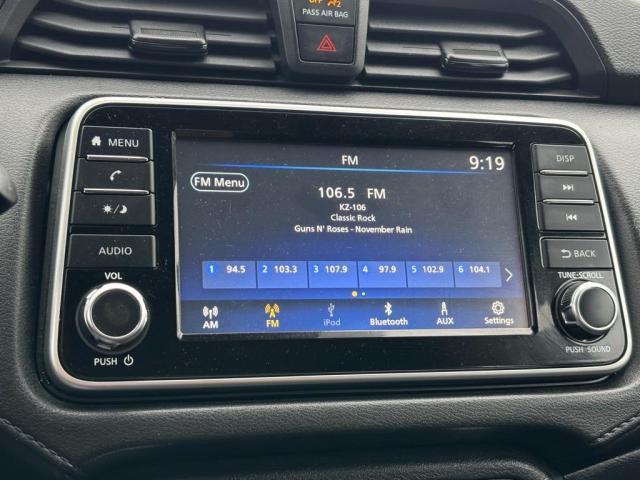 OFF 2
PASS AIR BAG
MENU
FM
9:19
DISP
FM Menu
106.5 FM
KZ-106
Classic Rock
Guns N' Roses - November Rain
AUDIO
BACK
1 94.5 2 103.3 3 107.9 4 97.9 5 102.9 6 104.1
VOL
TUNE·SCROLL
AM FM iPod Bluetooth AUX Settings
PUSH
PUSH SOUND